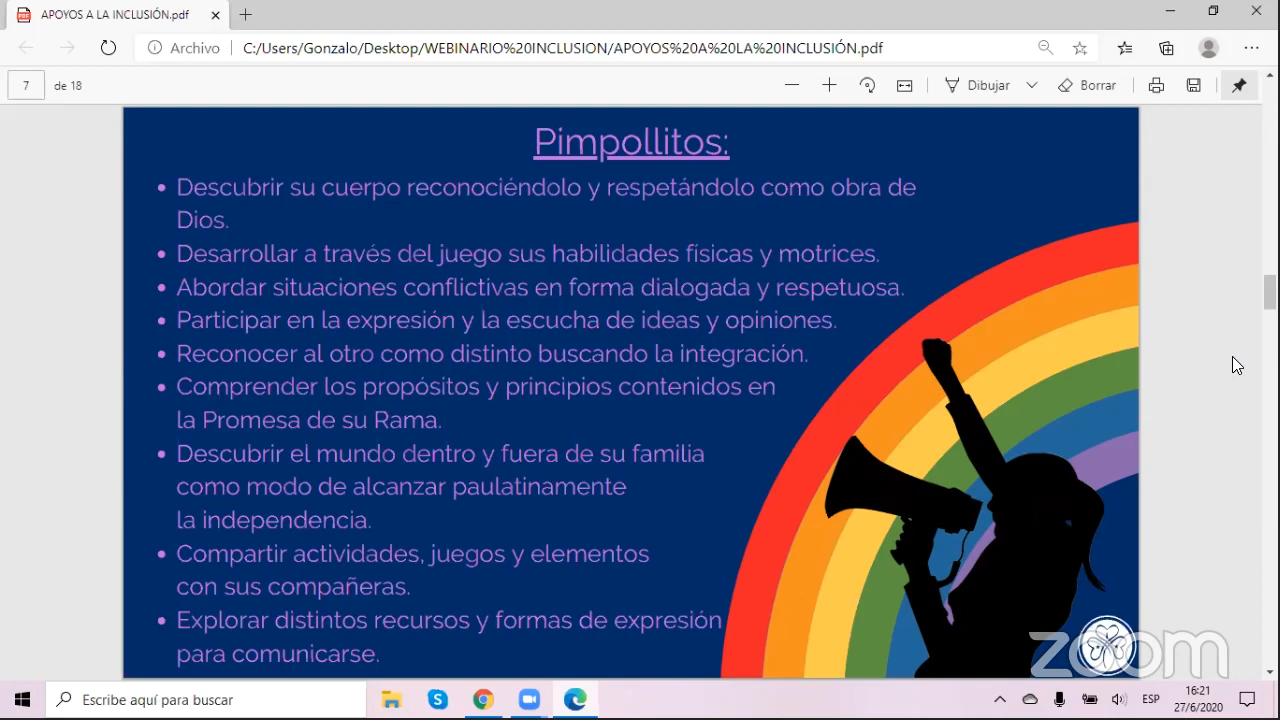 APOYOS A LA INCLUSIÓN.pdf
Archivo
C:/Users/Gonzalo/Desktop/WEBINARIO%20INCLUSION/APOYOS%20A%20LA%20INCLUSIÓN.pdf
7
de 18
Dibujar
Borrar
Pimpollitos:
• Descubrir su cuerpo reconociéndolo y respetándolo como obra de
Dios.
• Desarrollar a través del juego sus habilidades físicas y motrices.
• Abordar situaciones conflictivas en forma dialogada y respetuosa.
• Participar en la expresión y la escucha de ideas y opiniones.
• Reconocer al otro como distinto buscando la integración.
• Comprender los propósitos y principios contenidos en
la Promesa de su Rama.
• Descubrir el mundo dentro y fuera de su familia
como modo de alcanzar paulatinamente
la independencia.
• Compartir actividades, juegos y elementos
con sus compañeras.
• Explorar distintos recursos y formas de expresión
para comunicarse.
zoom
Escribe aquí para buscar
ESP
16:21
27/6/2020